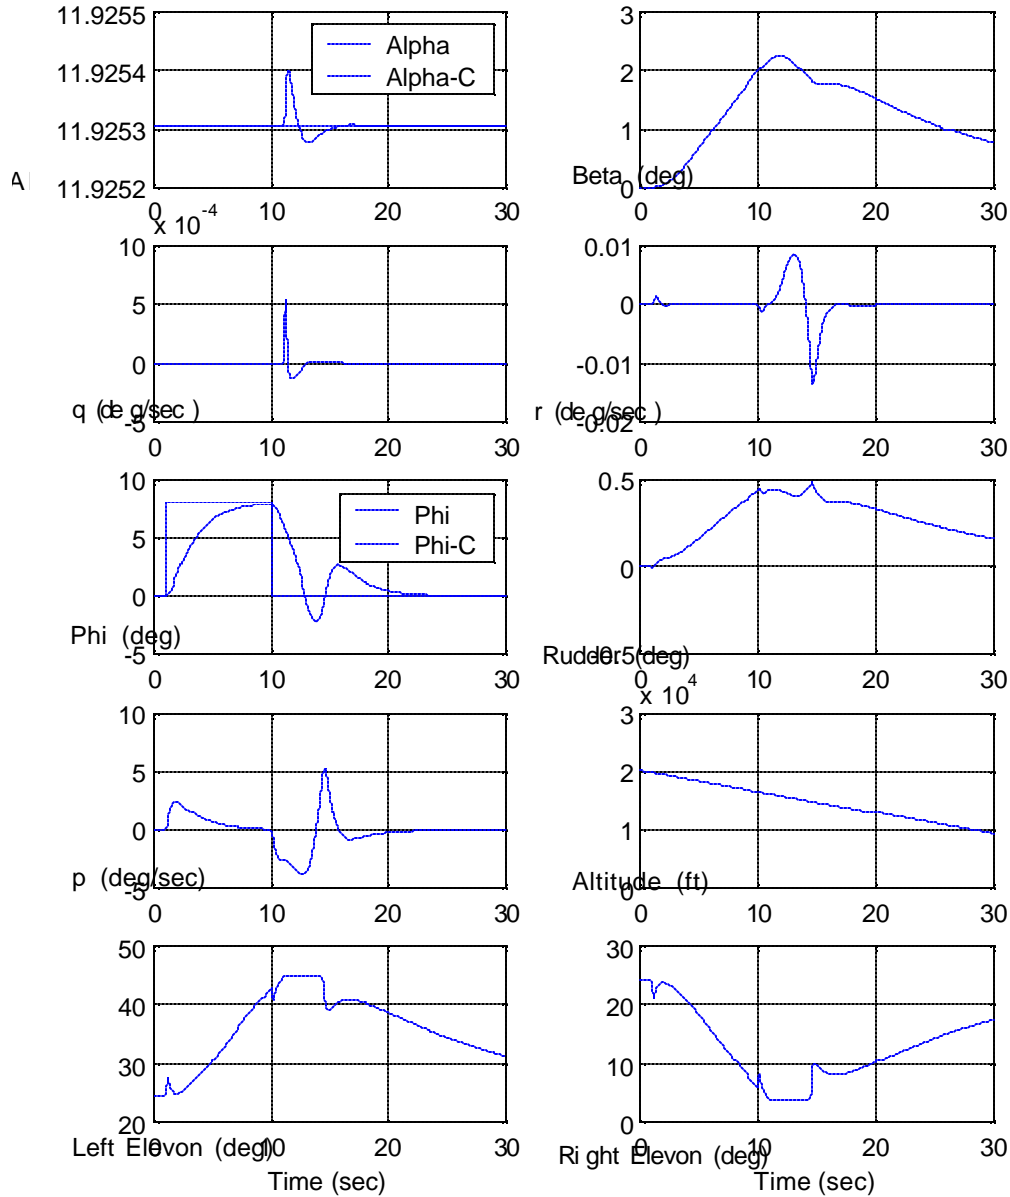 11.9255 3
Alpha
11.9254 2
Alpha-C
11.9253 1
Al 11.9252 Beta (deg) 0
0 10 20 30 0 10 20 30
x 10 -4
10 0.01
5 0
0 -0.01
q (de g/sec ) -5 r (de g/sec ) -0.02
0 10 20 30 0 10 20 30
10 0.5
Phi
5
Phi-C
0 0
Phi (deg) -5 Rudder (deg) -0.5
0 10 20 30 0 10 20 30
x 10 4
10 3
5 2
0 1
p (deg/sec) -5 Altitude (ft) 0
0 10 20 30 0 10 20 30
50 30
40 20
30 10
20 0
Left Elevon (deg) 0 10 20 30 Ri ght Elevon (deg) 0 10 20 30
Time (sec) Time (sec)